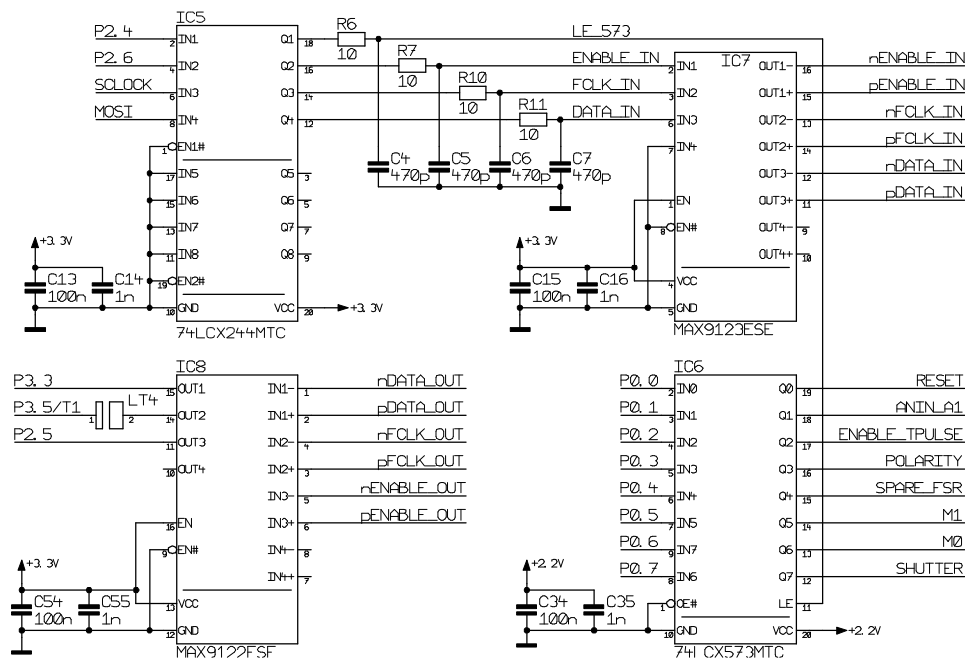 IC5
P2.4 2 IN1 Q1 18 R6 10 LE_573
P2.6 4 IN2 Q2 16 R7 10 ENABLE_IN
SCLOCK 6 IN3 Q3 14 R10 10 FCLK_IN
MOSI 8 IN4 Q4 12 R11 10 DATA_IN
1 EN1#
17 IN5 Q5 3
15 IN6 Q6 5
13 IN7 Q7 7
11 IN8 Q8 9
19 EN2#
10 GND VCC 20 +3.3V
74LCX244MTC
C4 470p
C5 470p
C6 470p
C7 470p
+3.3V
C13 100n
C14 1n
IC7
2 IN1 OUT1- 16 nENABLE_IN
3 IN2 OUT1+ 15 pENABLE_IN
6 IN3 OUT2- 13 nFCLK_IN
7 IN4 OUT2+ 14 pFCLK_IN
OUT3- 12 nDATA_IN
1 EN OUT3+ 11 pDATA_IN
8 EN# OUT4- 9
OUT4+ 10
4 VCC
5 GND
MAX9123ESE
+3.3V
C15 100n
C16 1n
IC8
P3.3 15 OUT1 IN1- 1 nDATA_OUT
P3.5/T1 1 2 LT4 14 OUT2 IN1+ 2 pDATA_OUT
P2.5 11 OUT3 IN2- 4 nFCLK_OUT
10 OUT4 IN2+ 3 pFCLK_OUT
IN3- 5 nENABLE_OUT
16 EN IN3+ 6 pENABLE_OUT
9 EN# IN4- 8
IN4+ 7
13 VCC
12 GND
MAX9122ESE
+3.3V
C54 100n
C55 1n
IC6
P0.0 2 IN0 Q0 19 RESET
P0.1 3 IN1 Q1 18 ANIN_A1
P0.2 4 IN2 Q2 17 ENABLE_TPULSE
P0.3 5 IN3 Q3 16 POLARITY
P0.4 6 IN4 Q4 15 SPARE_FSR
P0.5 7 IN5 Q5 14 M1
P0.6 9 IN7 Q6 13 M0
P0.7 8 IN6 Q7 12 SHUTTER
1 OE# LE 11
10 GND VCC 20 +2.2V
74LCX573MTC
+2.2V
C34 100n
C35 1n